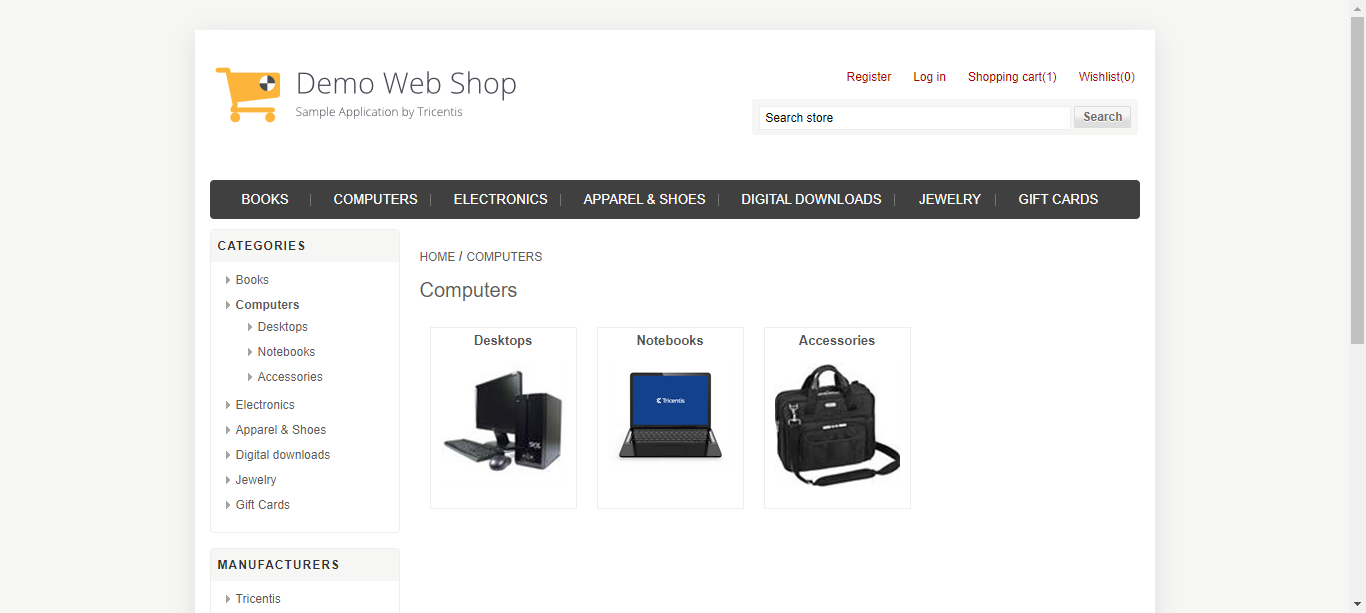 Demo Web Shop
Sample Application by Tricentis
Register Log in Shopping cart(1) Wishlist(0)
Search store Search
BOOKS COMPUTERS ELECTRONICS APPAREL & SHOES DIGITAL DOWNLOADS JEWELRY GIFT CARDS
CATEGORIES
Books
Computers
Desktops
Notebooks
Accessories
Electronics
Apparel & Shoes
Digital downloads
Jewelry
Gift Cards
MANUFACTURERS
Tricentis
HOME / COMPUTERS
Computers
Desktops
Notebooks
Tricentis
Accessories